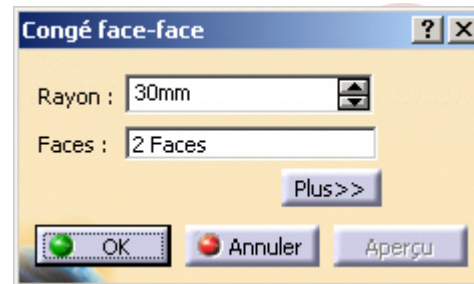 Congé face-face ? X
Rayon : 30mm
Faces : 2 Faces
Plus>>
OK Annuler Aperçu